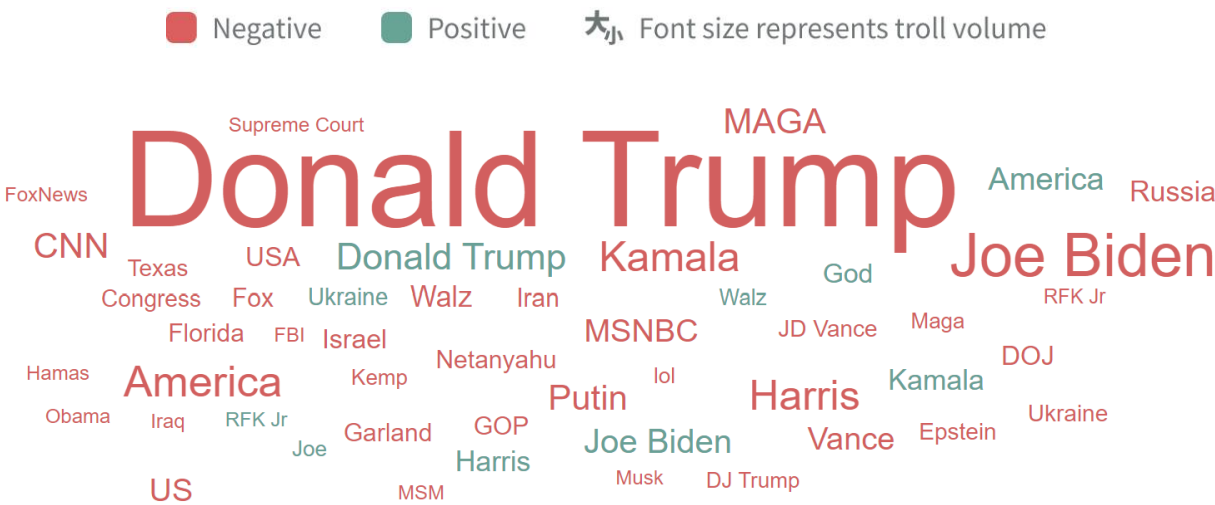 Negative Positive 大小 Font size represents troll volume
Supreme Court MAGA
Donald Trump
America
FoxNews Russia
CNN USA Donald Trump Kamala Joe Biden
Texas God
Congress Fox Ukraine Walz Iran Walz RFK Jr
Florida FBI Israel MSNBC JD Vance Maga
Netanyahu DOJ
Hamas America Kemp lol Kamala
Putin Harris
Obama Iraq RFK Jr Ukraine
Garland GOP Joe Biden Vance Epstein
Joe Harris
US MSM Musk DJ Trump